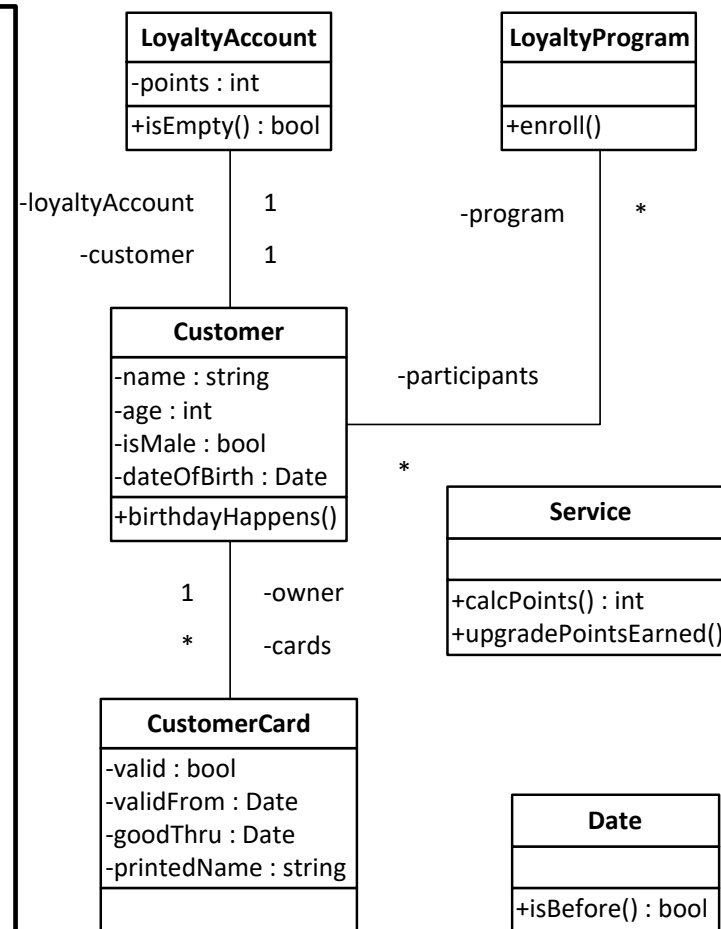 LoyaltyAccount
-points : int
+isEmpty() : bool
LoyaltyProgram
+enroll()
-loyaltyAccount 1
-customer 1
-program *
Customer
-name : string
-age : int
-isMale : bool
-dateOfBirth : Date
+birthdayHappens()
-participants
*
Service
+calcPoints() : int
+upgradePointsEarned()
1 -owner
* -cards
CustomerCard
-valid : bool
-validFrom : Date
-goodThru : Date
-printedName : string
Date
+isBefore() : bool